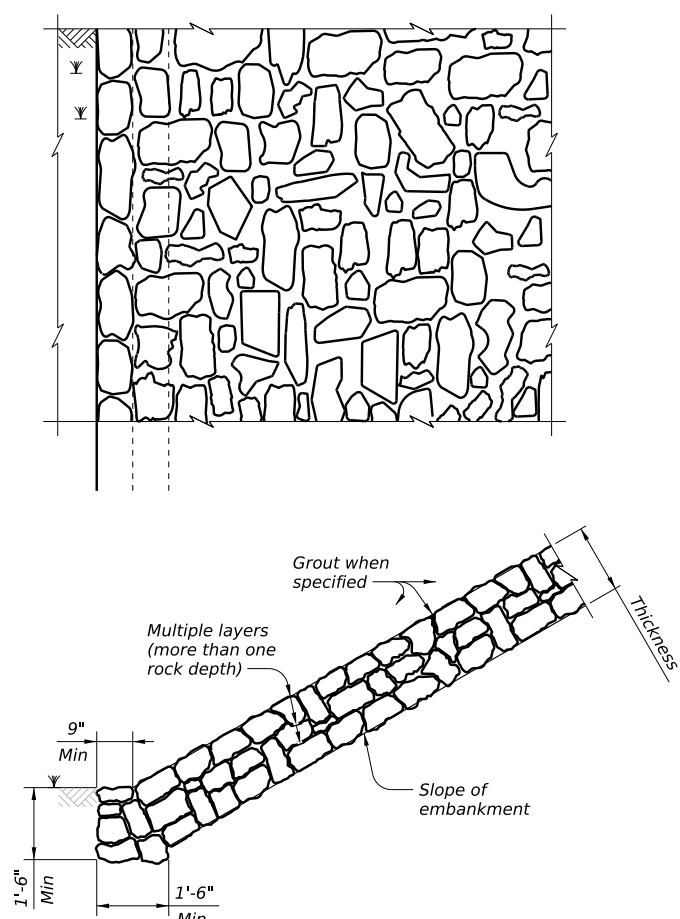 Grout when
specified
Thickness
Multiple layers
(more than one
rock depth)
9"
Min
Slope of
embankment
1'-6"
Min
1'-6"
Min